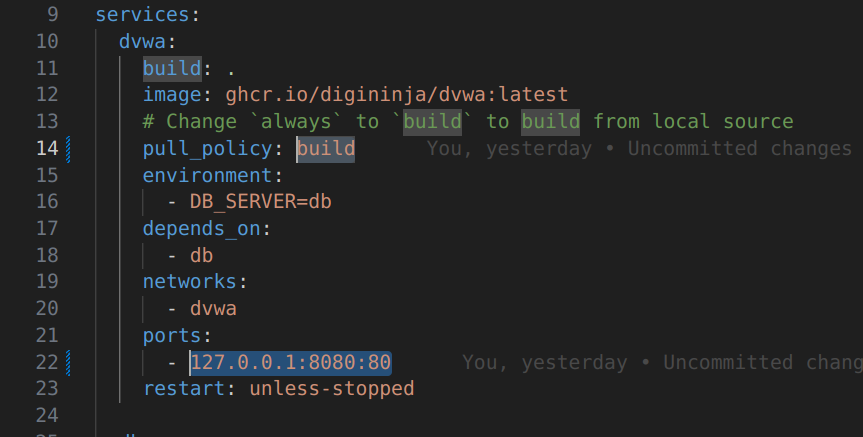 9 services:
10 dvwa:
11 build: .
12 image: ghcr.io/digininja/dvwa:latest
13 # Change `always` to `build` to build from local source
14 pull_policy: build You, yesterday • Uncommitted changes
15 environment:
16 - DB_SERVER=db
17 depends_on:
18 - db
19 networks:
20 - dvwa
21 ports:
22 - 127.0.0.1:8080:80 You, yesterday • Uncommitted chang
23 restart: unless-stopped
24